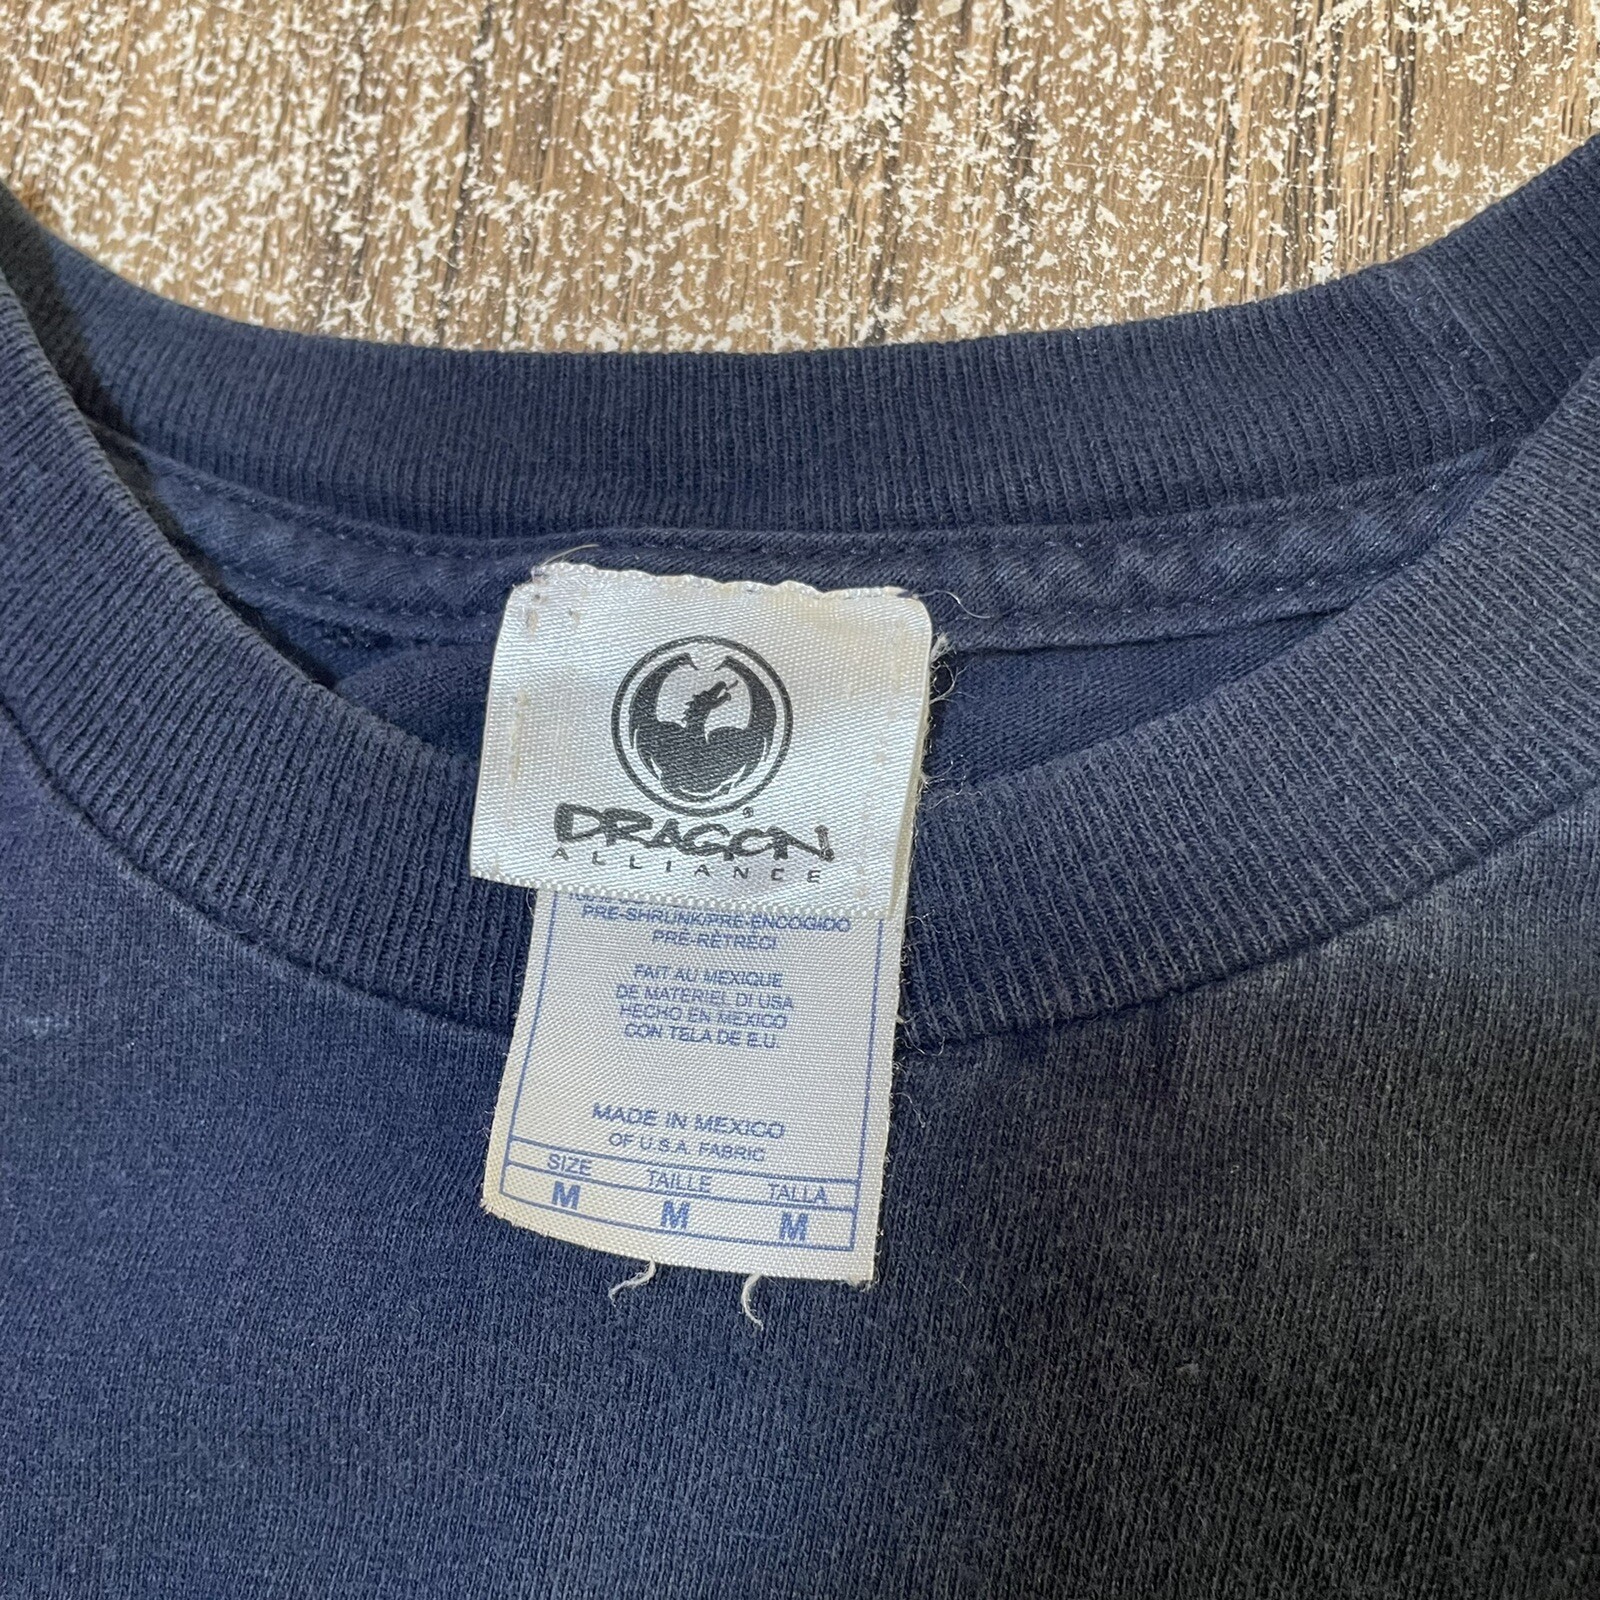 ®
DRAGON
ALLIANCE
PRE-SHRUNK/PRE-ENCOGIDO
PRE-RETRECI
FAIT AU MEXIQUE
DE MATERIEL DI USA
HECHO EN MEXICO
CON TELA DE E.U.
MADE IN MEXICO
OF U.S.A. FABRIC
SIZE TAILLE TALLA
M M M